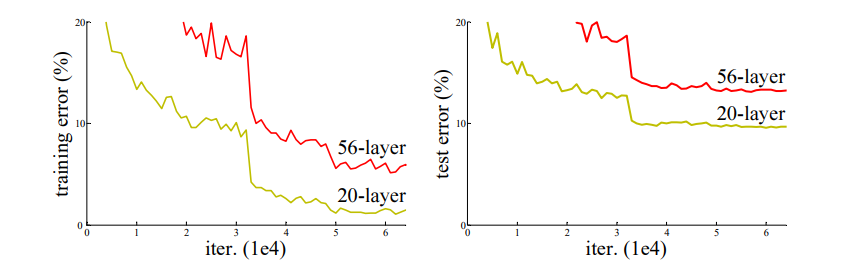 20
10
0
training error (%)
56-layer
20-layer
0 1 2 3 4 5 6
iter. (1e4)
20
10
0
test error (%)
56-layer
20-layer
0 1 2 3 4 5 6
iter. (1e4)